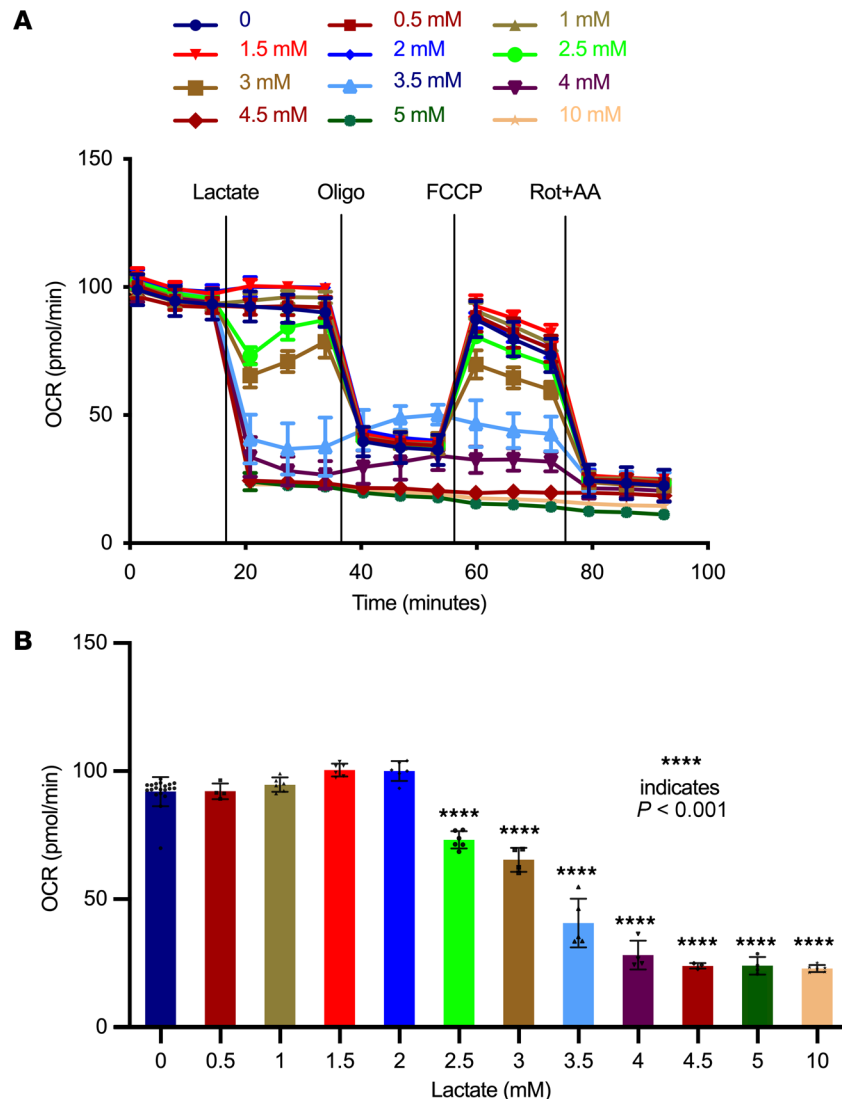 A
0
0.5 mM
1 mM
1.5 mM
2 mM
2.5 mM
3 mM
3.5 mM
4 mM
4.5 mM
5 mM
10 mM
150
100
50
0
OCR (pmol/min)
Lactate
Oligo
FCCP
Rot+AA
0 20 40 60 80 100
Time (minutes)
B
150
100
50
0
OCR (pmol/min)
****
indicates
P < 0.001
****
****
****
****
****
****
****
0 0.5 1 1.5 2 2.5 3 3.5 4 4.5 5 10
Lactate (mM)